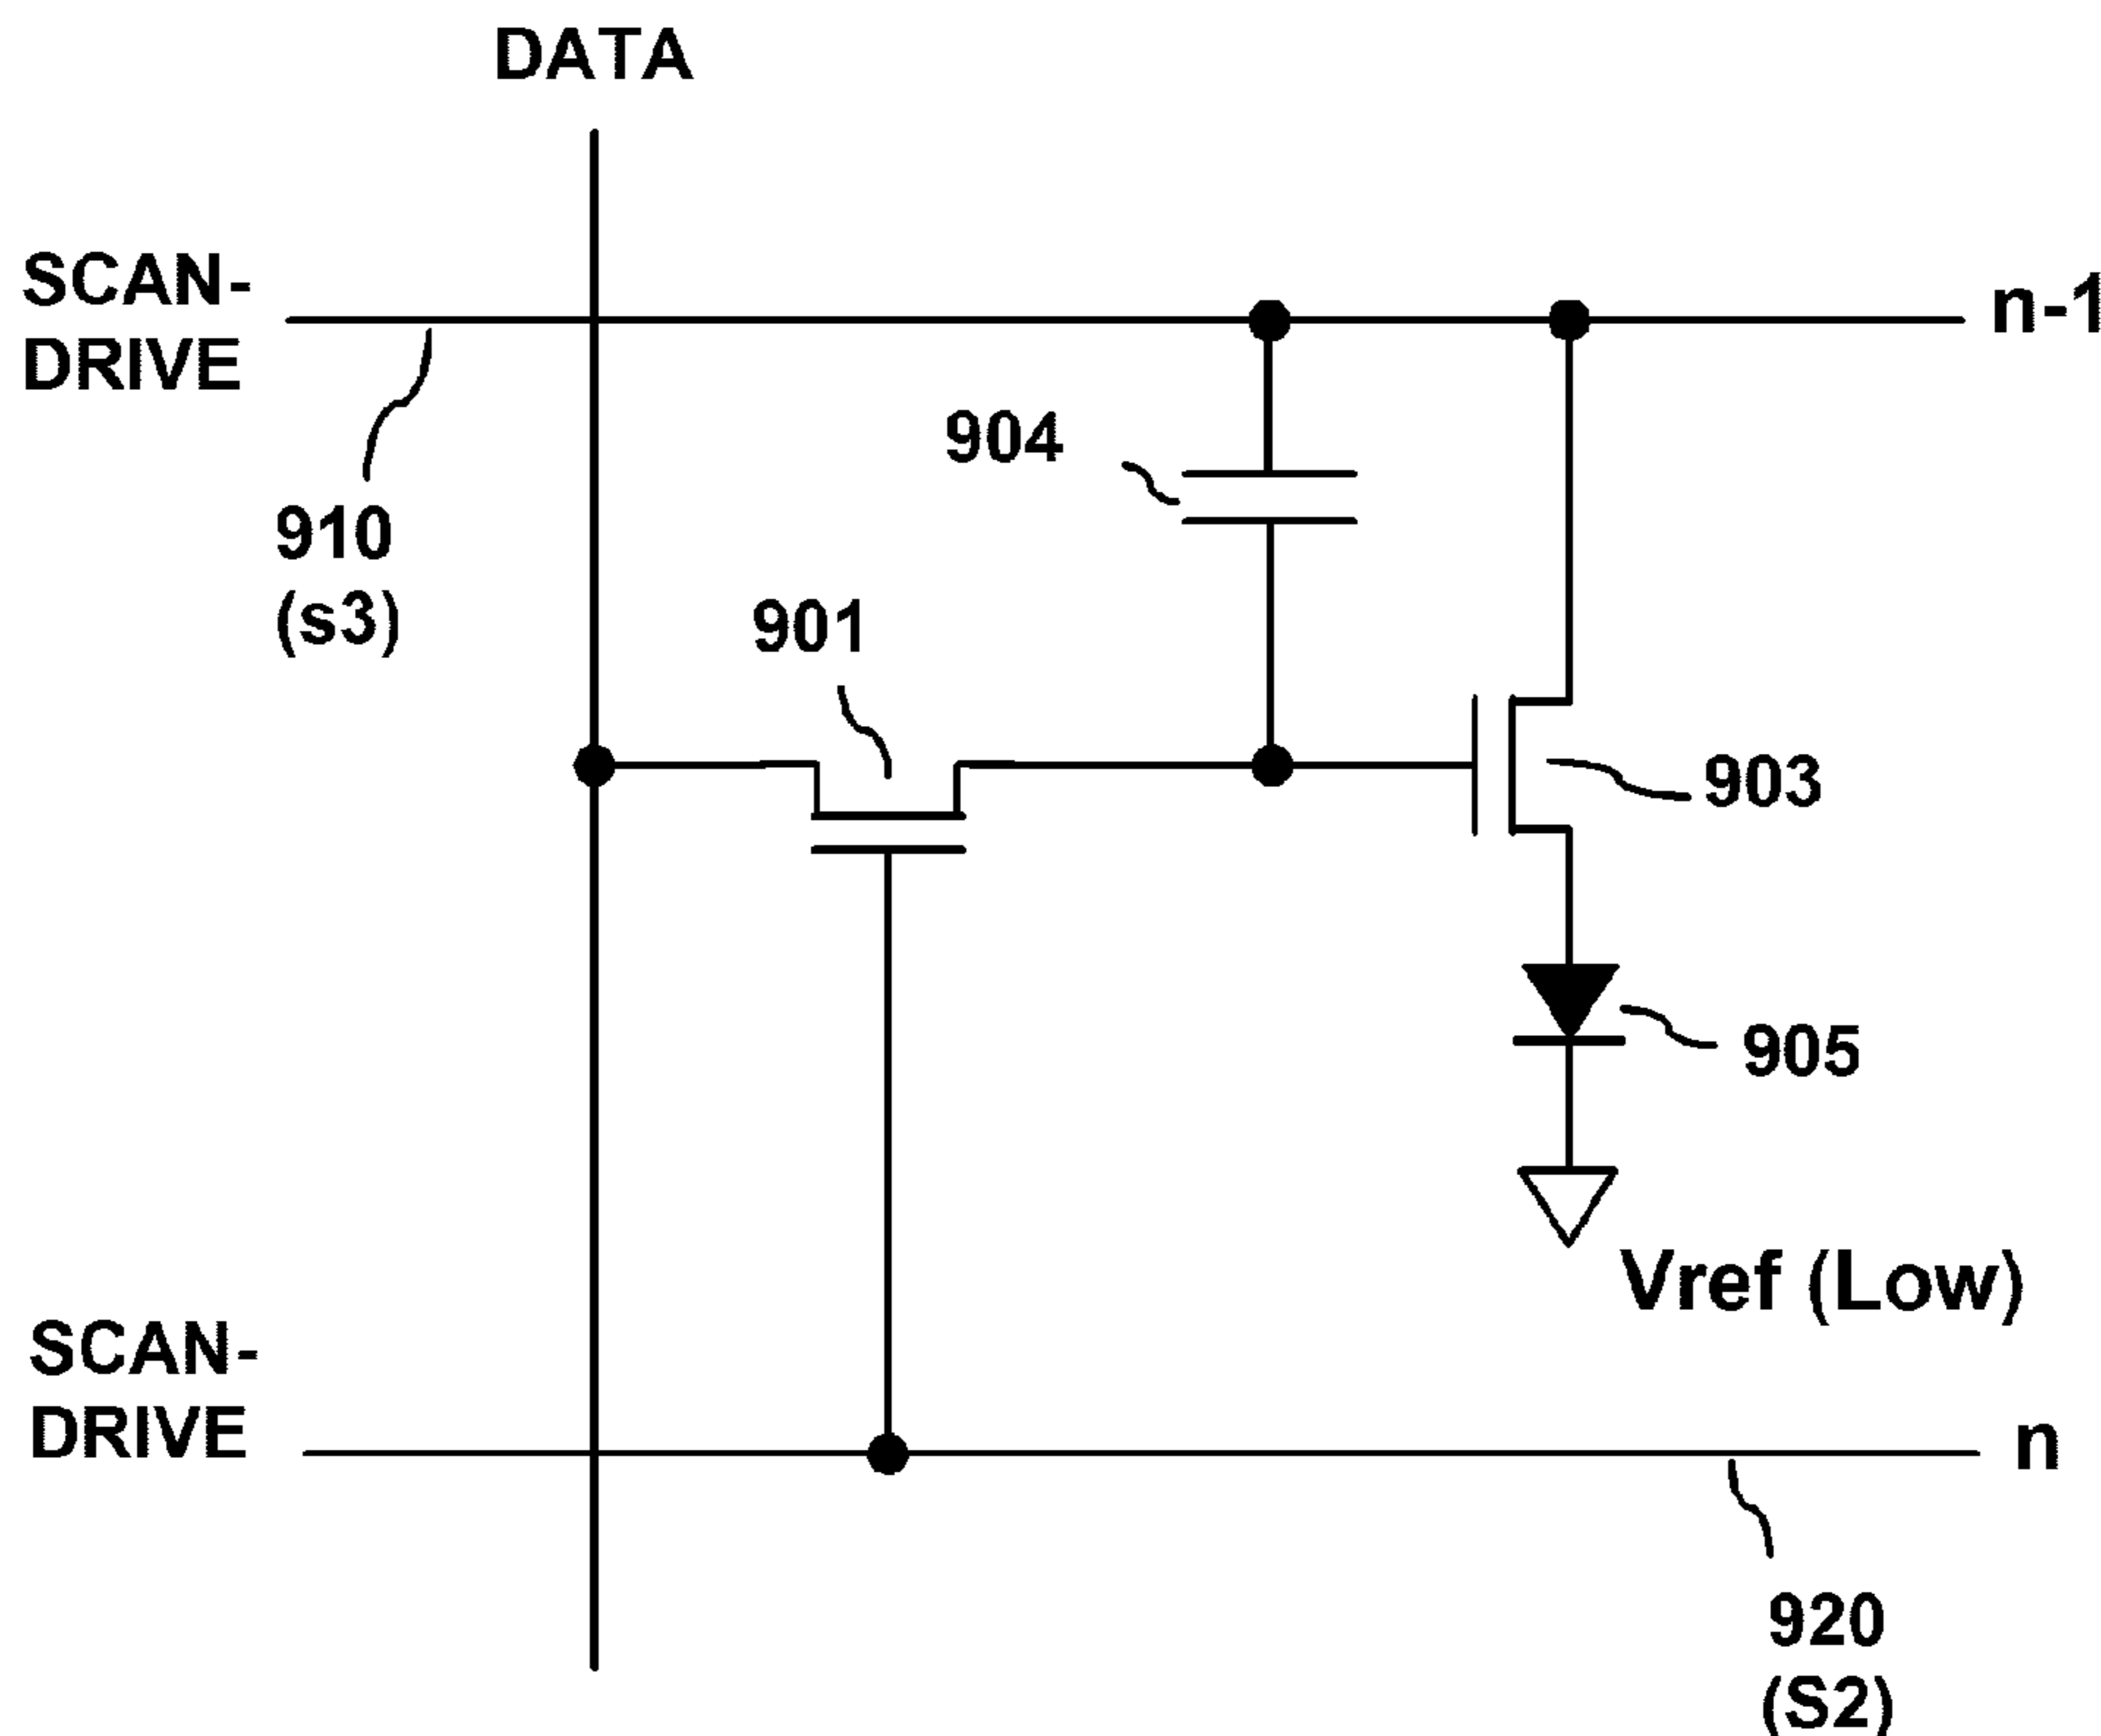 DATA
SCAN-
DRIVE
n-1
904
910
(s3)
901
903
905
Vref (Low)
SCAN-
DRIVE
n
920
(S2)